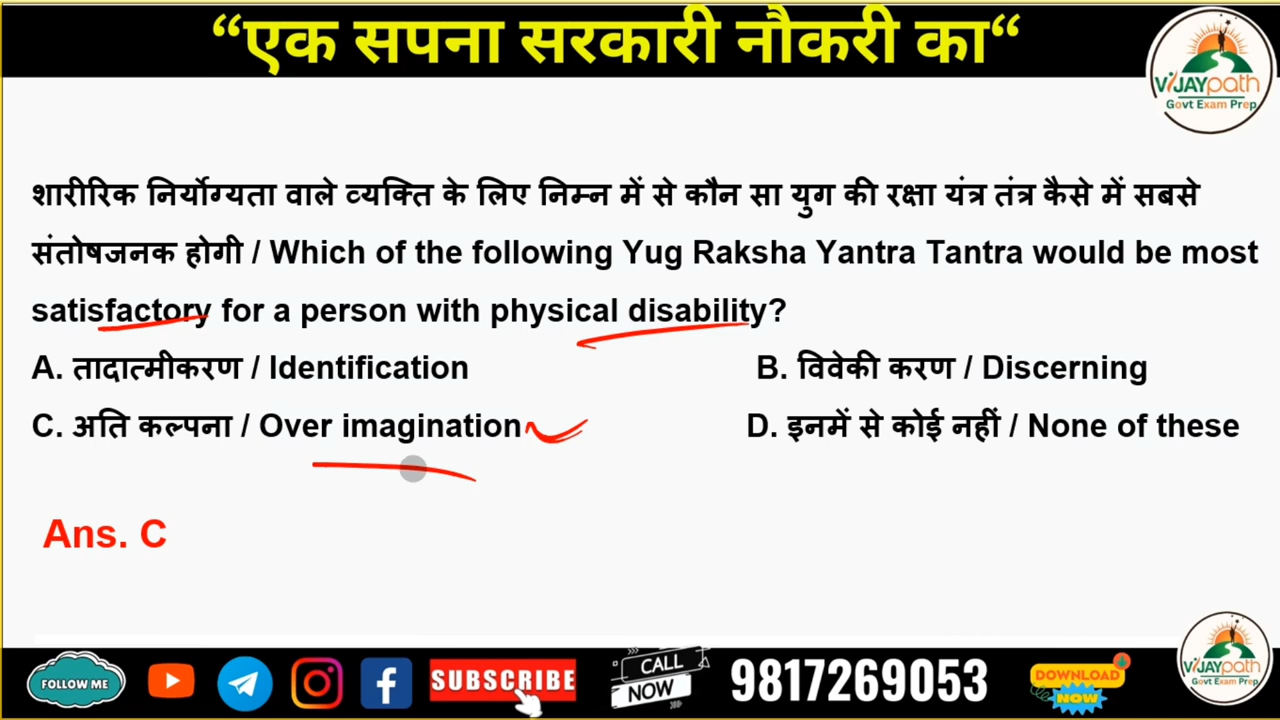 “एक सपना सरकारी नौकरी का“
ViJAYpath
Govt Exam Prep
शारीरिक निर्योग्यता वाले व्यक्ति के लिए निम्न में से कौन सा युग की रक्षा यंत्र तंत्र कैसे में सबसे
संतोषजनक होगी / Which of the following Yug Raksha Yantra Tantra would be most
satisfactory for a person with physical disability?
A. तादात्मीकरण / Identification B. विवेकी करण / Discerning
C. अति कल्पना / Over imagination D. इनमें से कोई नहीं / None of these
Ans. C
FOLLOW ME
SUBSCRIBE
CALL
NOW
9817269053
DOWNLOAD
NOW
ViJAYpath
Govt Exam Prep